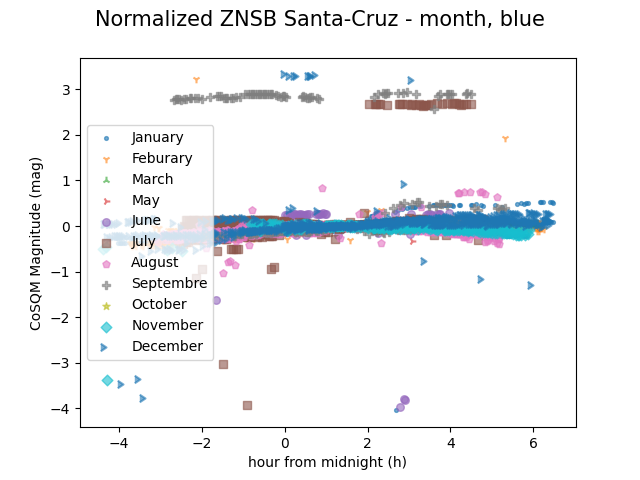 Normalized ZNSB Santa-Cruz - month, blue
CoSQM Magnitude (mag)
3
2
1
0
−1
−2
−3
−4
January
Feburary
March
May
June
July
August
Septembre
October
November
December
−4
−2
0
2
4
6
hour from midnight (h)